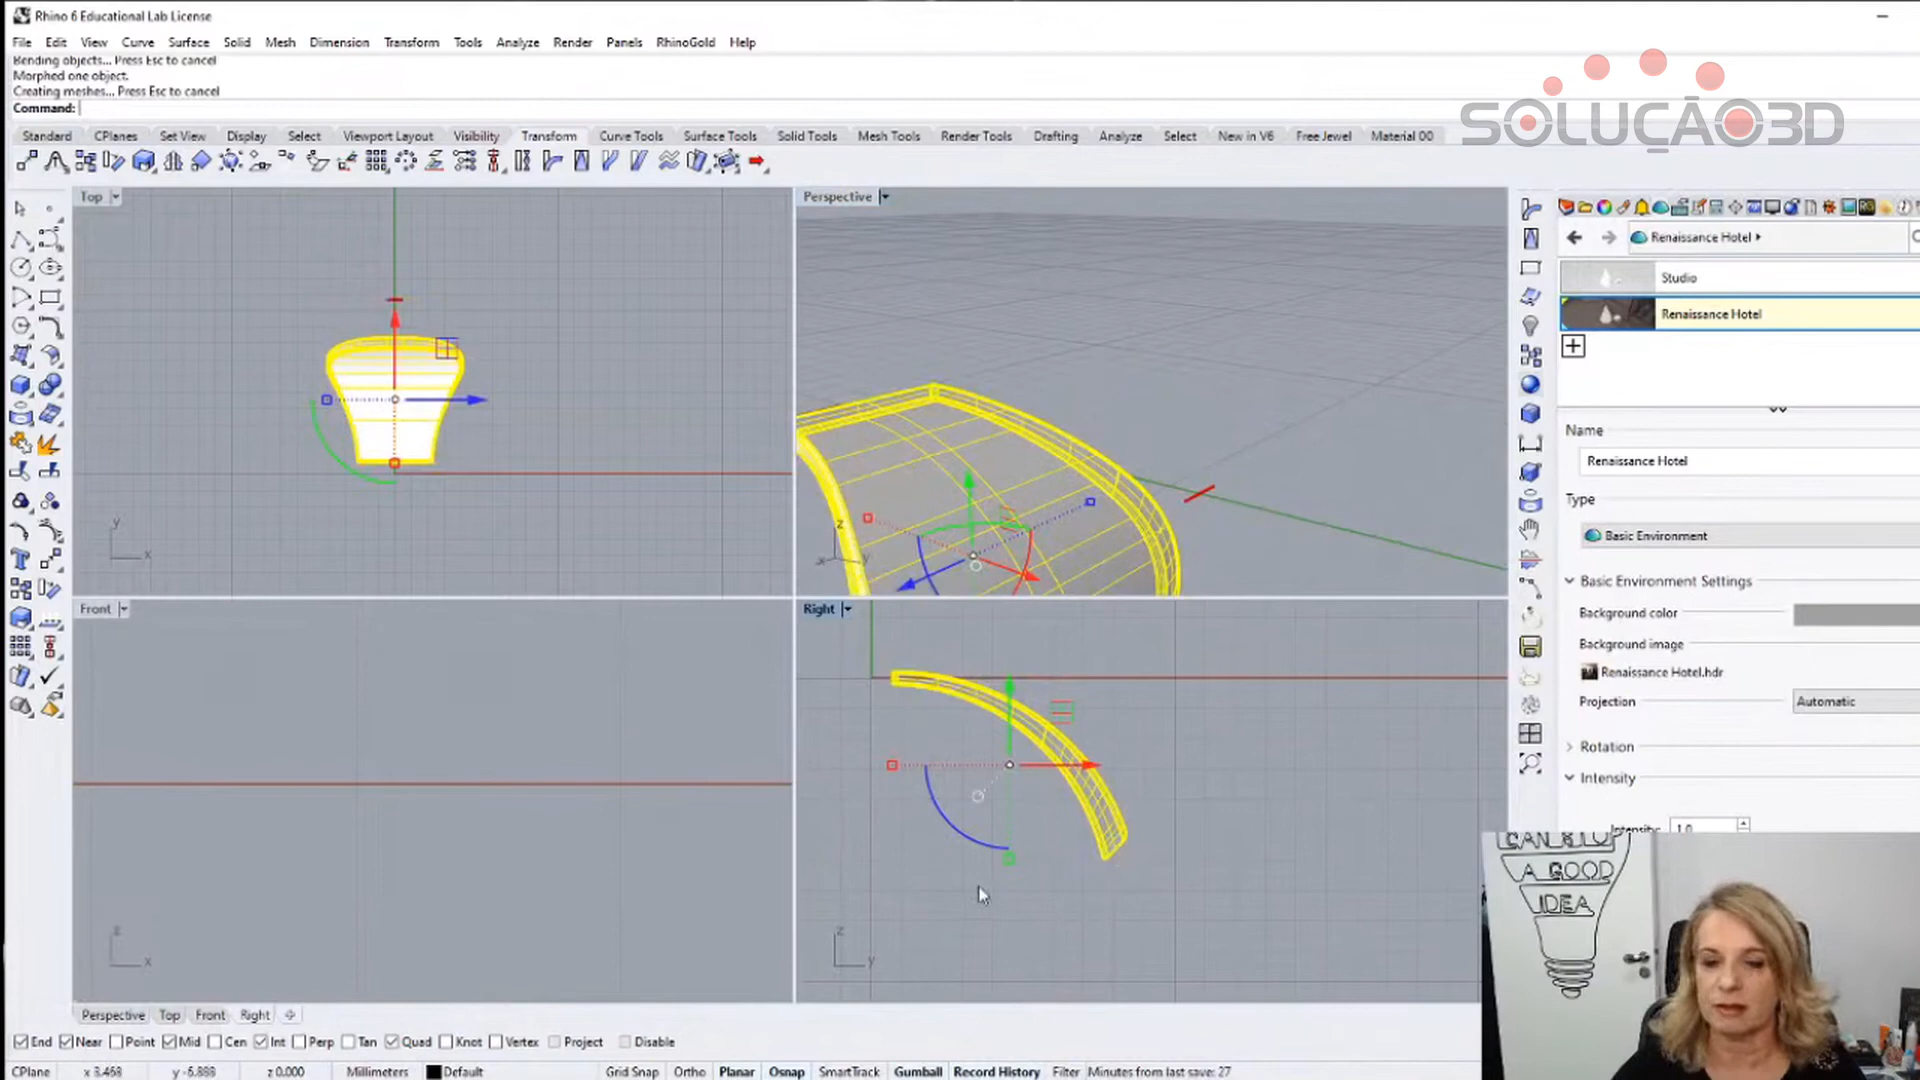 Rhino 6 Educational Lab License
File Edit View Curve Surface Solid Mesh Dimension Transform Tools Analyze Render Panels RhinoGold Help
Bending objects... Press Esc to cancel
Morphed one object.
Creating meshes... Press Esc to cancel
Command:
SOLUÇÃO3D
Standard CPlanes Set View Display Select Viewport Layout Visibility Transform Curve Tools Surface Tools Solid Tools Mesh Tools Render Tools Drafting Analyze Select New in V6 Free Jewel Material 00
Top
Perspective
Renaissance Hotel
Studio
Renaissance Hotel
Name
Renaissance Hotel
Type
Basic Environment
Basic Environment Settings
Background color
Background image
Renaissance Hotel.hdr
Projection Automatic
Rotation
Intensity
Intensity: 1.0
y
x
z
x
y
Front
Right
z
x
z
y
A GOOD
IDEA
Perspective Top Front Right
End Near Point Mid Cen Int Perp Tan Quad Knot Vertex Project Disable
CPlane x 3.468 y -6.888 z 0.000 Millimeters Default Grid Snap Ortho Planar Osnap SmartTrack Gumball Record History Filter Minutes from last save: 27